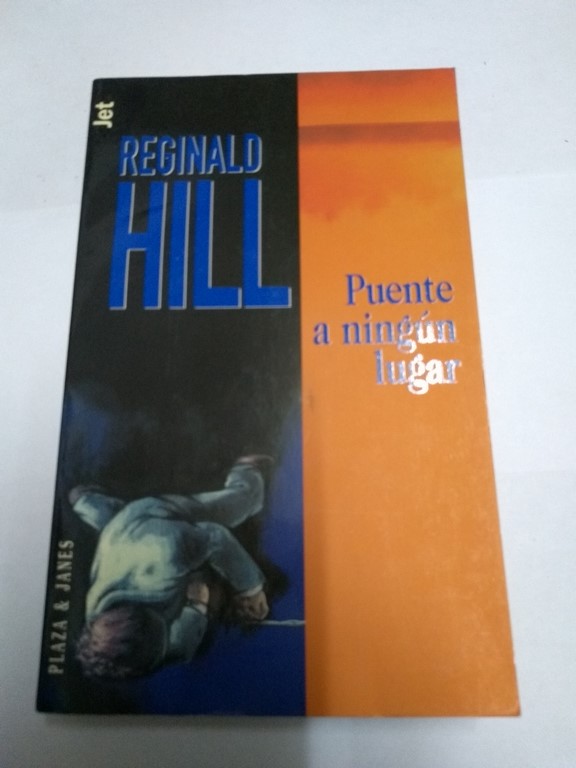 Jet
REGINALD
HILL
Puente
a ningún
lugar
PLAZA & JANES